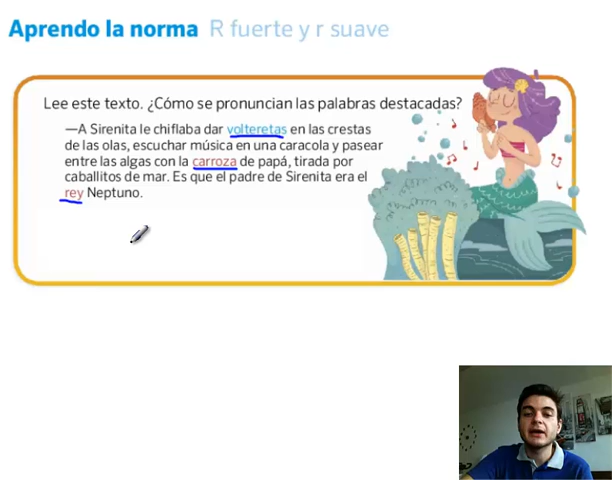 Aprendo la norma R fuerte y r suave
Lee este texto. ¿Cómo se pronuncian las palabras destacadas?
—A Sirenita le chiflaba dar volteretas en las crestas
de las olas, escuchar música en una caracola y pasear
entre las algas con la carroza de papá, tirada por
caballitos de mar. Es que el padre de Sirenita era el
rey Neptuno.